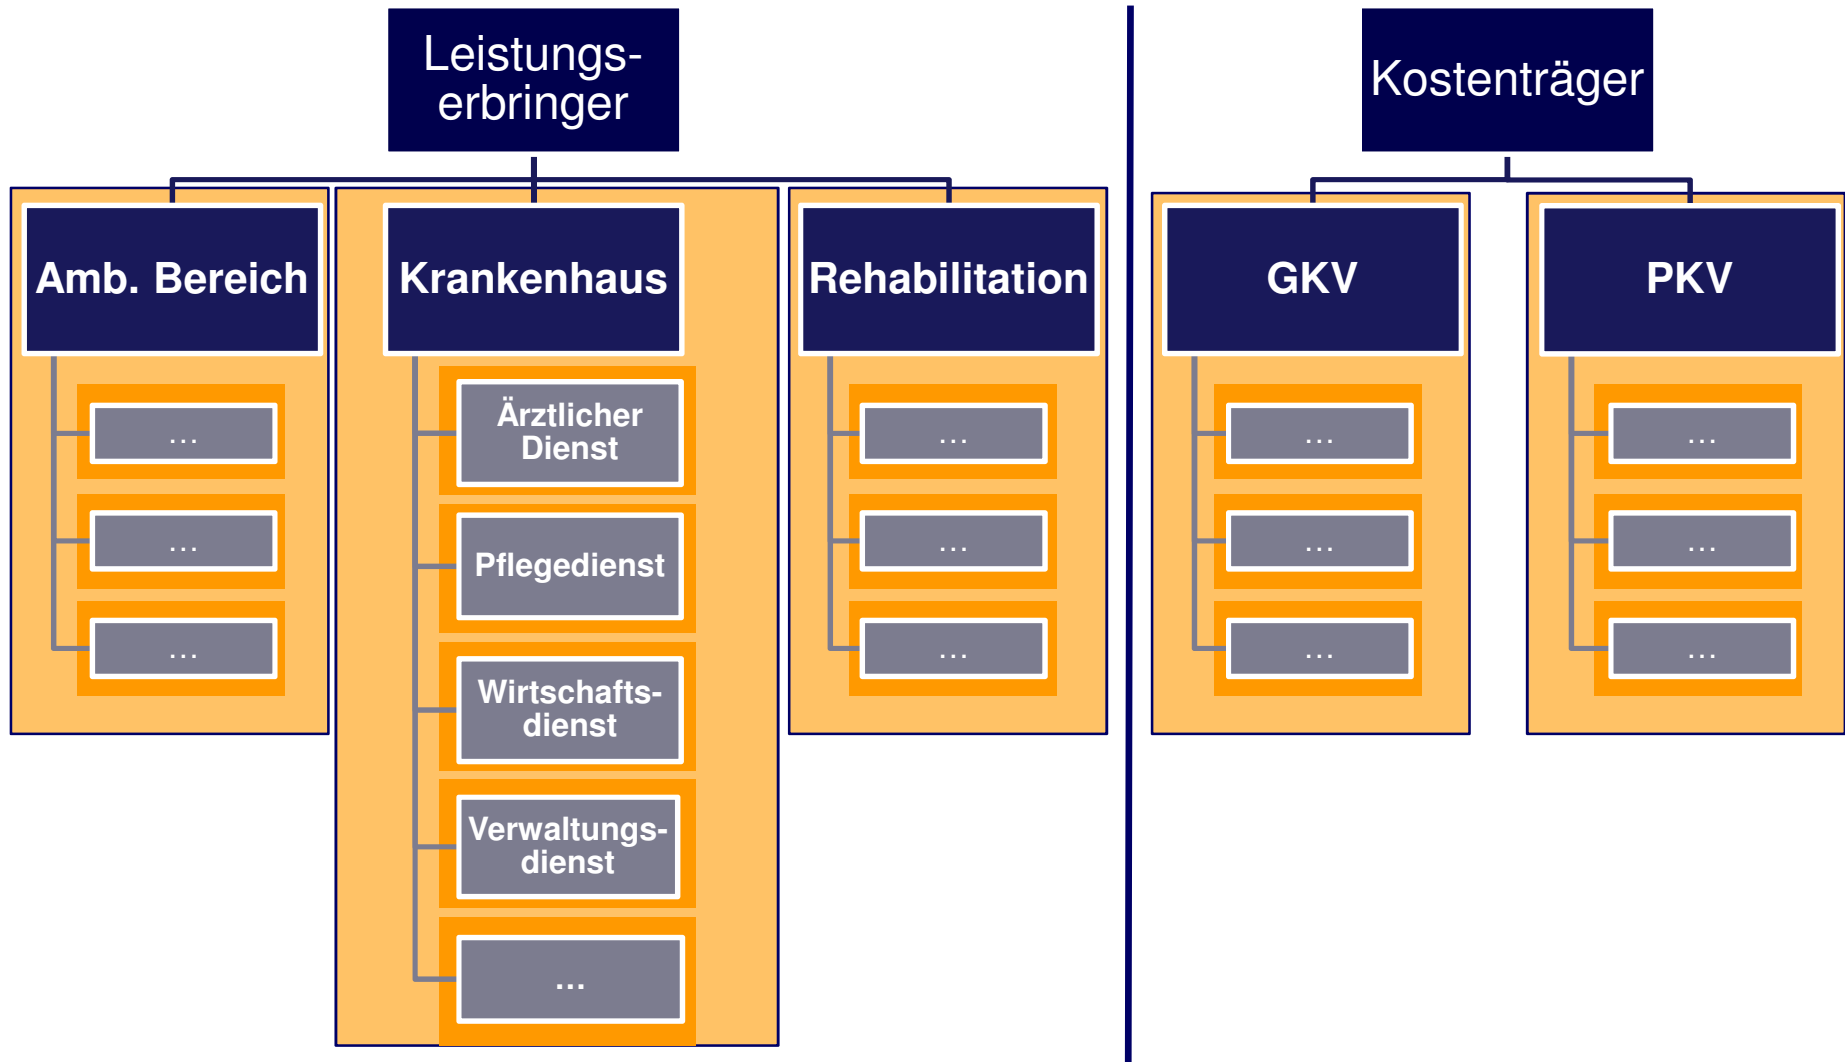 Leistungs-
erbringer
Kostenträger
Amb. Bereich
...
...
...
Krankenhaus
Ärztlicher
Dienst
Pflegedienst
Wirtschafts-
dienst
Verwaltungs-
dienst
...
Rehabilitation
...
...
...
GKV
...
...
...
PKV
...
...
...